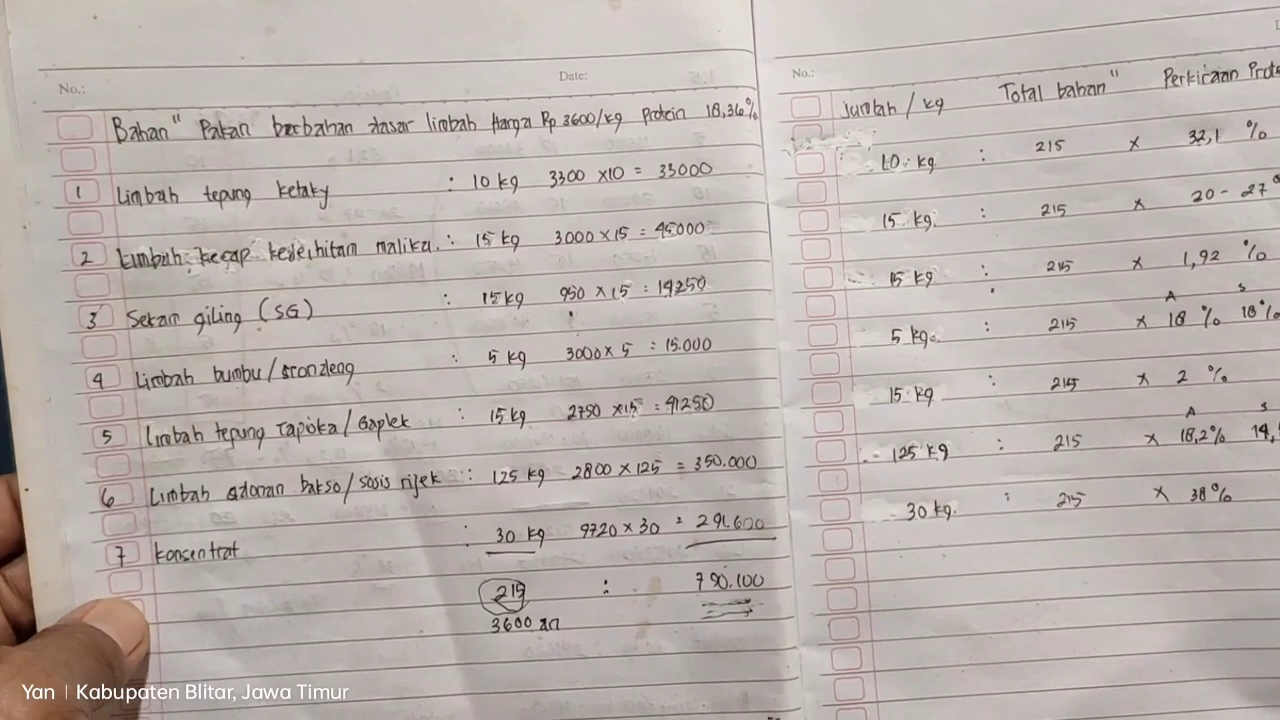 No.: Date:
Bahan" Pakan berbahan dasar limbah Harga Rp 3600/kg Protein 18,36%
1 Limbah tepung ketaky : 10 kg 3300 x10 = 33000
2 Limbah kecap kedelhitam malika. : 15 kg 3000 x 15 = 45000
3 Sekam giling (SG) : 15 kg 950 x 15 = 14250
4 Limbah bumbu/srondeng : 5 kg 3000 x 5 = 15.000
5 Limbah tepung Tapioka/Gaplek : 15 kg 2750 x15 = 41250
6 Limbah adonan bakso/sosis rijek : 125 kg 2800 x 125 = 350.000
7 Konsentrat : 30 kg 9720 x 30 = 291.600
215 : 790.100
3600 an
No.:
Jumlah / kg Total bahan" Perkiraan Prote
10 kg : 215 x 32,1 %
15 kg : 215 x 20 - 27 %
15 kg : 215 x 1,92 %
A S
5 kg : 215 x 18 % 18%
15 kg : 215 x 2 %
A S
125 kg : 215 x 18,2% 14,
30 kg. : 215 x 38%
Yan | Kabupaten Blitar, Jawa Timur